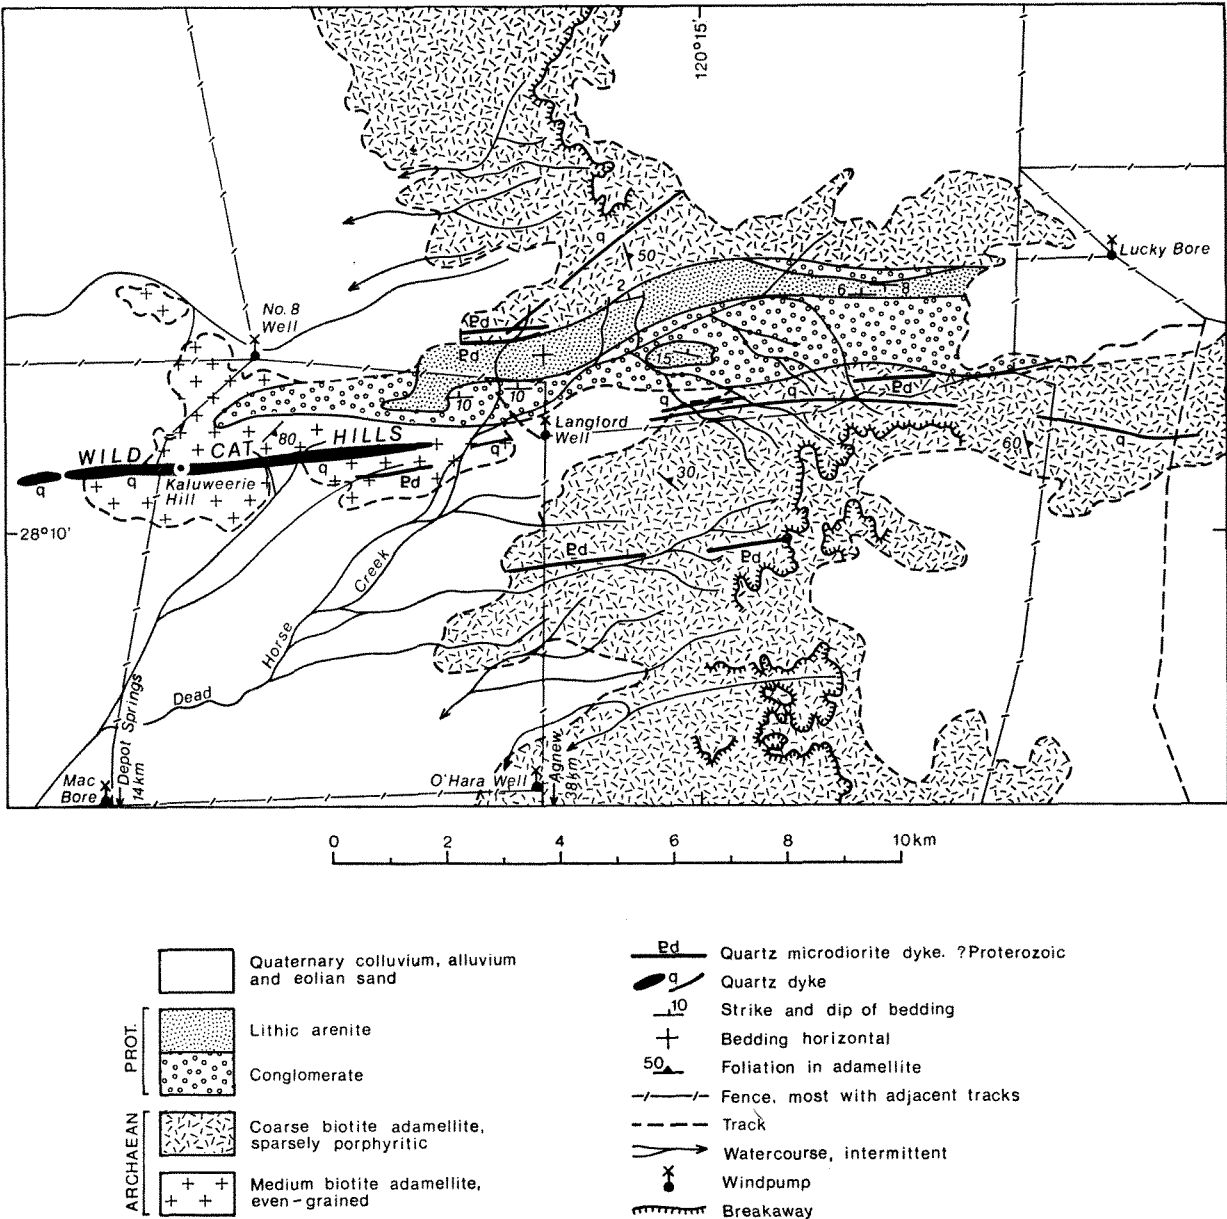 120°15'
Lucky Bore
q
50
2
6
8
No. 8
Well
Pd
Pd
15
10
10
Pd
q
q
Langford
Well
80
WILD CAT HILLS
q
q
q
Kaluweerie
Hill
Pd
q
60
q
30
28°10'
Pd
Pd
Horse Creek
Dead
Depot Springs
14km
Mac
Bore
O'Hara Well
Agnew
38km
0 2 4 6 8 10km
Quaternary colluvium, alluvium
and eolian sand
PROT.
Lithic arenite
Conglomerate
ARCHAEAN
Coarse biotite adamellite,
sparsely porphyritic
Medium biotite adamellite,
even-grained
Pd Quartz microdiorite dyke. ?Proterozoic
q Quartz dyke
10 Strike and dip of bedding
Bedding horizontal
50 Foliation in adamellite
Fence, most with adjacent tracks
Track
Watercourse, intermittent
Windpump
Breakaway